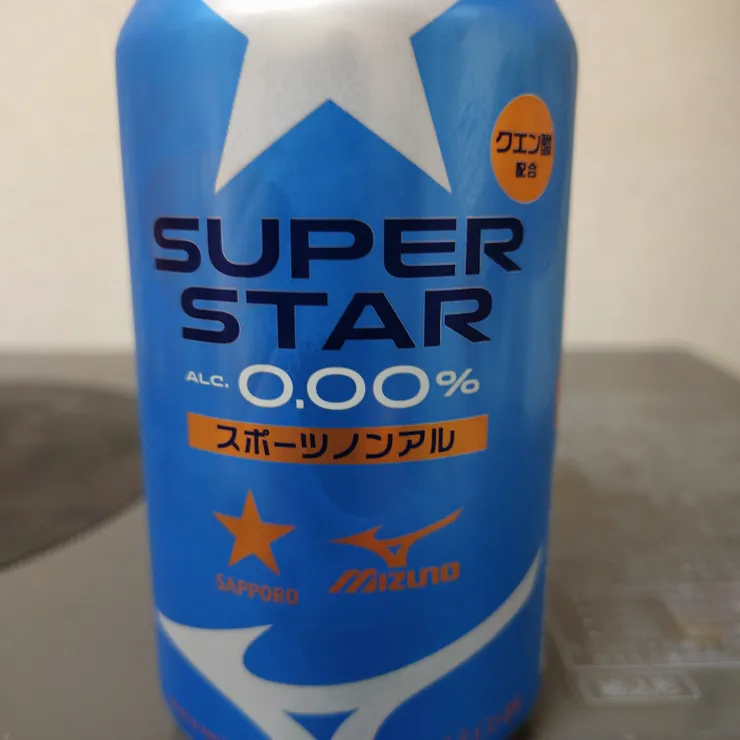 クエン酸
配合
SUPER
STAR
ALC. 0.00%
スポーツノンアル
SAPPORO
MIZUNO